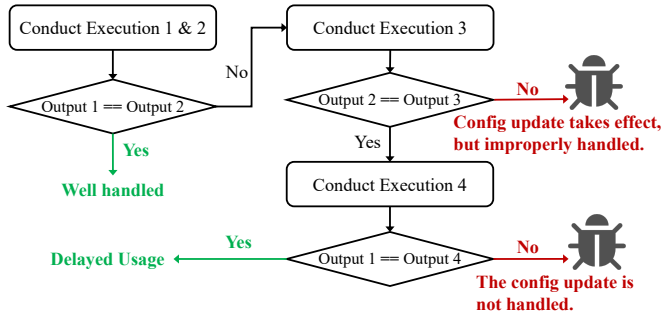 Conduct Execution 1 & 2
Conduct Execution 3
No
Output 1 == Output 2
Output 2 == Output 3
No
Config update takes effect,
but improperly handled.
Yes
Yes
Well handled
Conduct Execution 4
Yes
No
Delayed Usage
Output 1 == Output 4
The config update is
not handled.